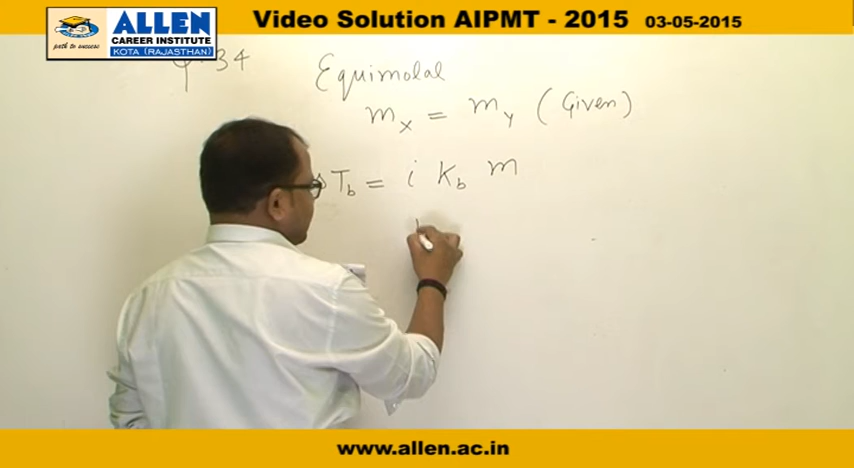 Video Solution AIPMT - 2015 03-05-2015
ALLEN
CAREER INSTITUTE
KOTA (RAJASTHAN)
path to success
Q. 34
Equimolal
m_X = m_Y (Given)
ΔT_b = i K_b m
www.allen.ac.in